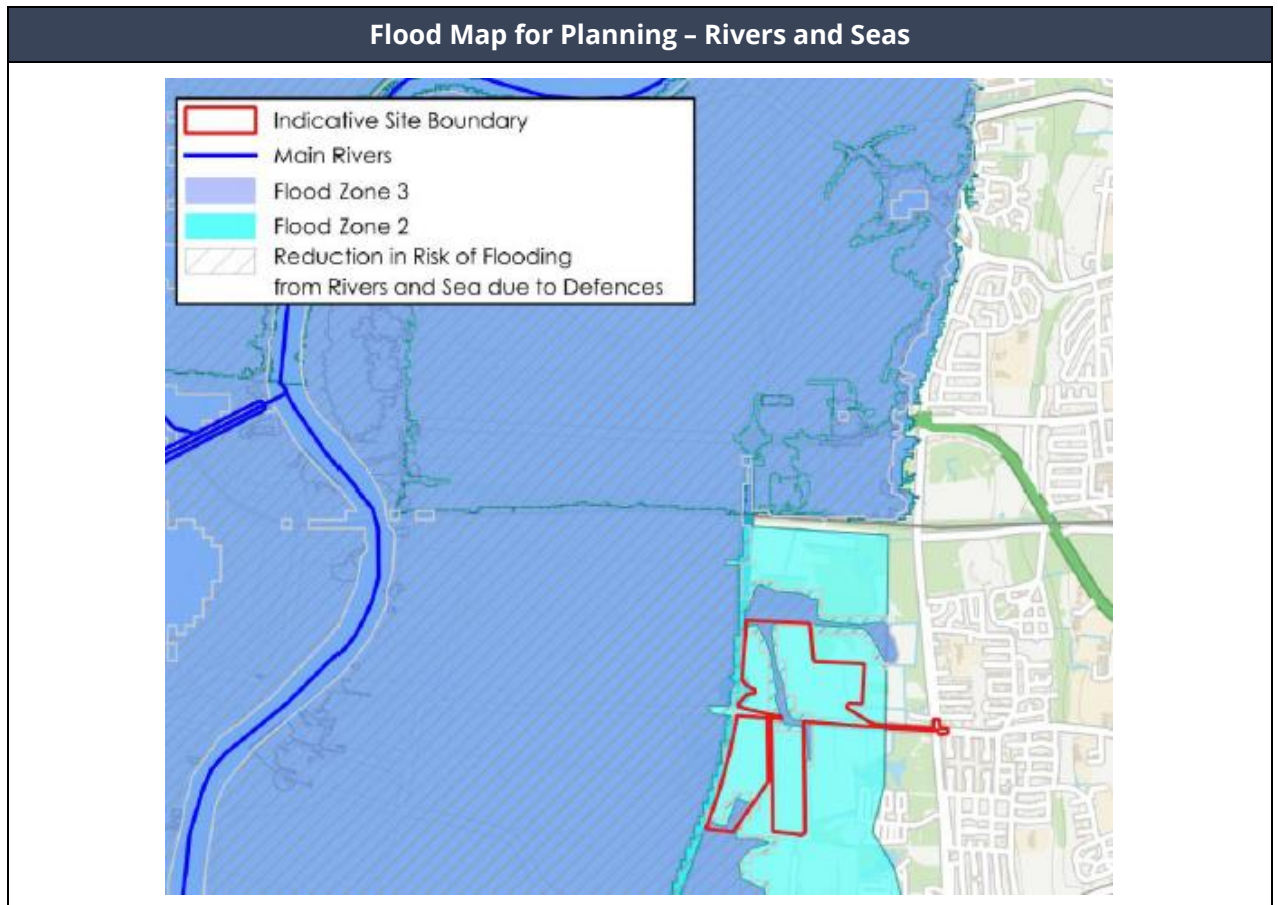 Flood Map for Planning – Rivers and Seas
Indicative Site Boundary
Main Rivers
Flood Zone 3
Flood Zone 2
Reduction in Risk of Flooding
from Rivers and Sea due to Defences